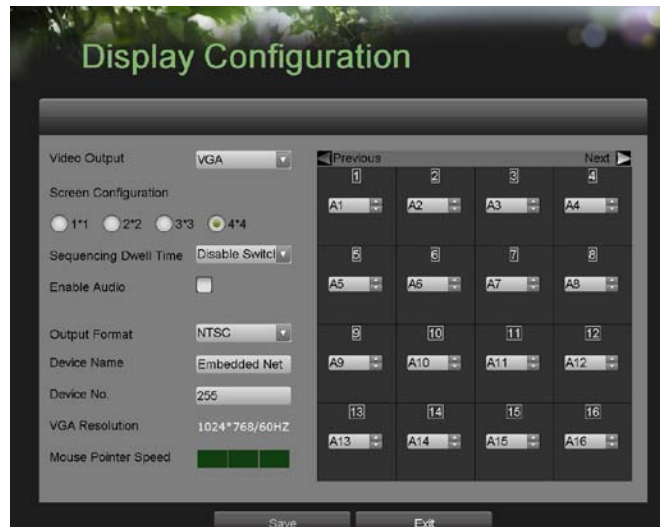 Display Configuration
Video Output VGA
Screen Configuration
1*1 2*2 3*3 4*4
Sequencing Dwell Time Disable Switcl
Enable Audio
Output Format NTSC
Device Name Embedded Net
Device No. 255
VGA Resolution 1024*768/60HZ
Mouse Pointer Speed
Previous Next
1 2 3 4
A1 A2 A3 A4
5 6 7 8
A5 A6 A7 A8
9 10 11 12
A9 A10 A11 A12
13 14 15 16
A13 A14 A15 A16
Save Exit